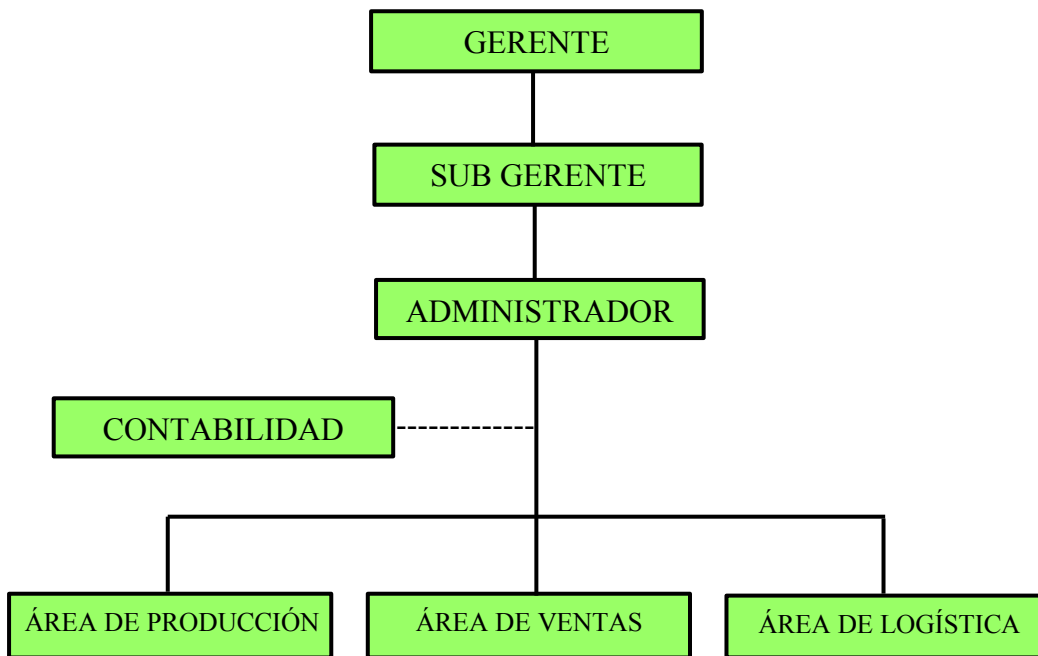 GERENTE
SUB GERENTE
ADMINISTRADOR
CONTABILIDAD
ÁREA DE PRODUCCIÓN
ÁREA DE VENTAS
ÁREA DE LOGÍSTICA